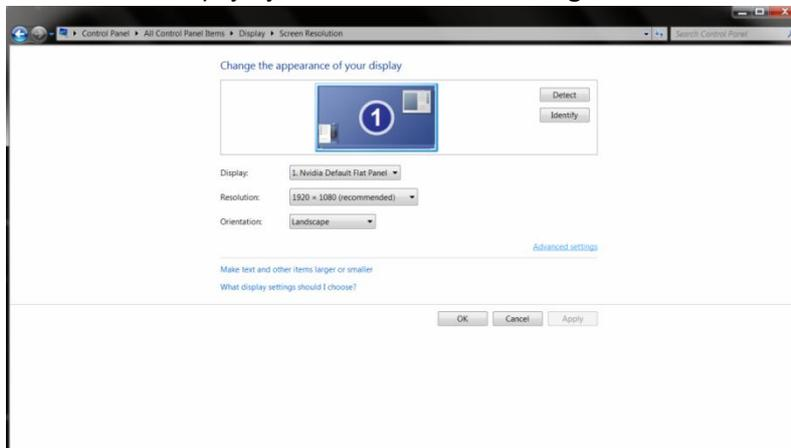 Control Panel ▸ All Control Panel Items ▸ Display ▸ Screen Resolution
Search Control Panel
Change the appearance of your display
1
Detect
Identify
Display: 1. Nvidia Default Flat Panel
Resolution: 1920 × 1080 (recommended)
Orientation: Landscape
Advanced settings
Make text and other items larger or smaller
What display settings should I choose?
OK Cancel Apply